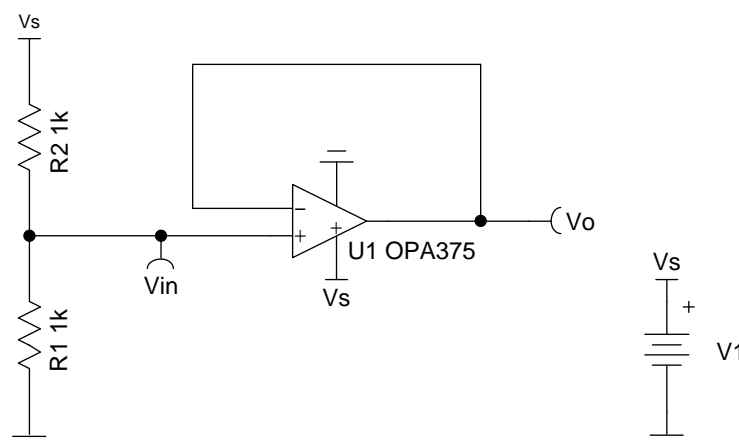 Vs
R2 1k
−
+
+
U1 OPA375
Vo
Vin
Vs
Vs
+
R1 1k
V1